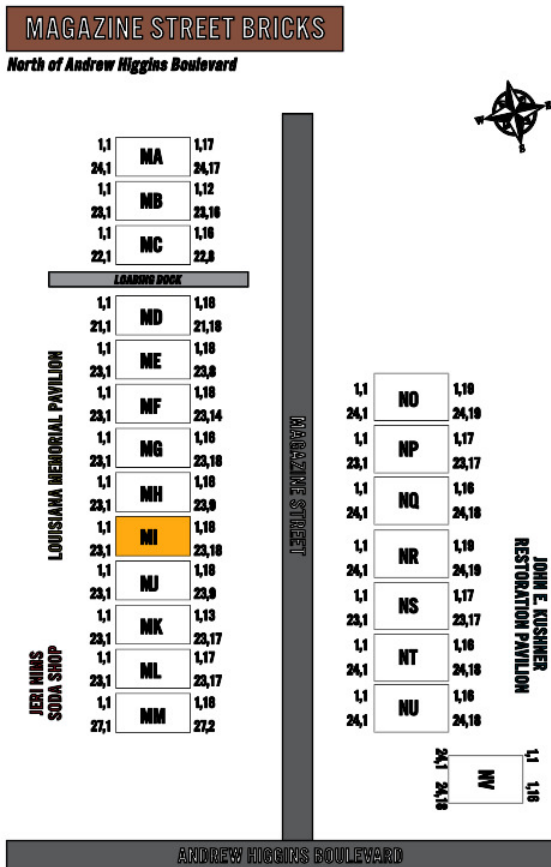 MAGAZINE STREET BRICKS
North of Andrew Higgins Boulevard
N
W
E
S
1,1 MA 1,17
24,1 24,17
1,1 MB 1,12
23,1 23,16
1,1 MC 1,16
22,1 22,8
LOADING DOCK
1,1 MD 1,18
21,1 21,18
1,1 ME 1,18
23,1 23,8
1,1 MF 1,18
23,1 23,14
1,1 MG 1,16
23,1 23,18
1,1 MH 1,18
23,1 23,9
1,1 MI 1,18
23,1 23,18
1,1 MJ 1,18
23,1 23,9
1,1 MK 1,13
23,1 23,17
1,1 ML 1,17
23,1 23,17
1,1 MM 1,18
27,1 27,2
LOUISIANA MEMORIAL PAVILION
JERI NIMS
SODA SHOP
MAGAZINE STREET
1,1 NO 1,19
24,1 24,19
1,1 NP 1,17
23,1 23,17
1,1 NQ 1,16
24,1 24,18
1,1 NR 1,19
24,1 24,19
1,1 NS 1,17
23,1 23,17
1,1 NT 1,16
24,1 24,18
1,1 NU 1,16
24,1 24,18
JOHN E. KUSHNER
RESTORATION PAVILION
1,1 NV 1,16
24,1 24,18
ANDREW HIGGINS BOULEVARD